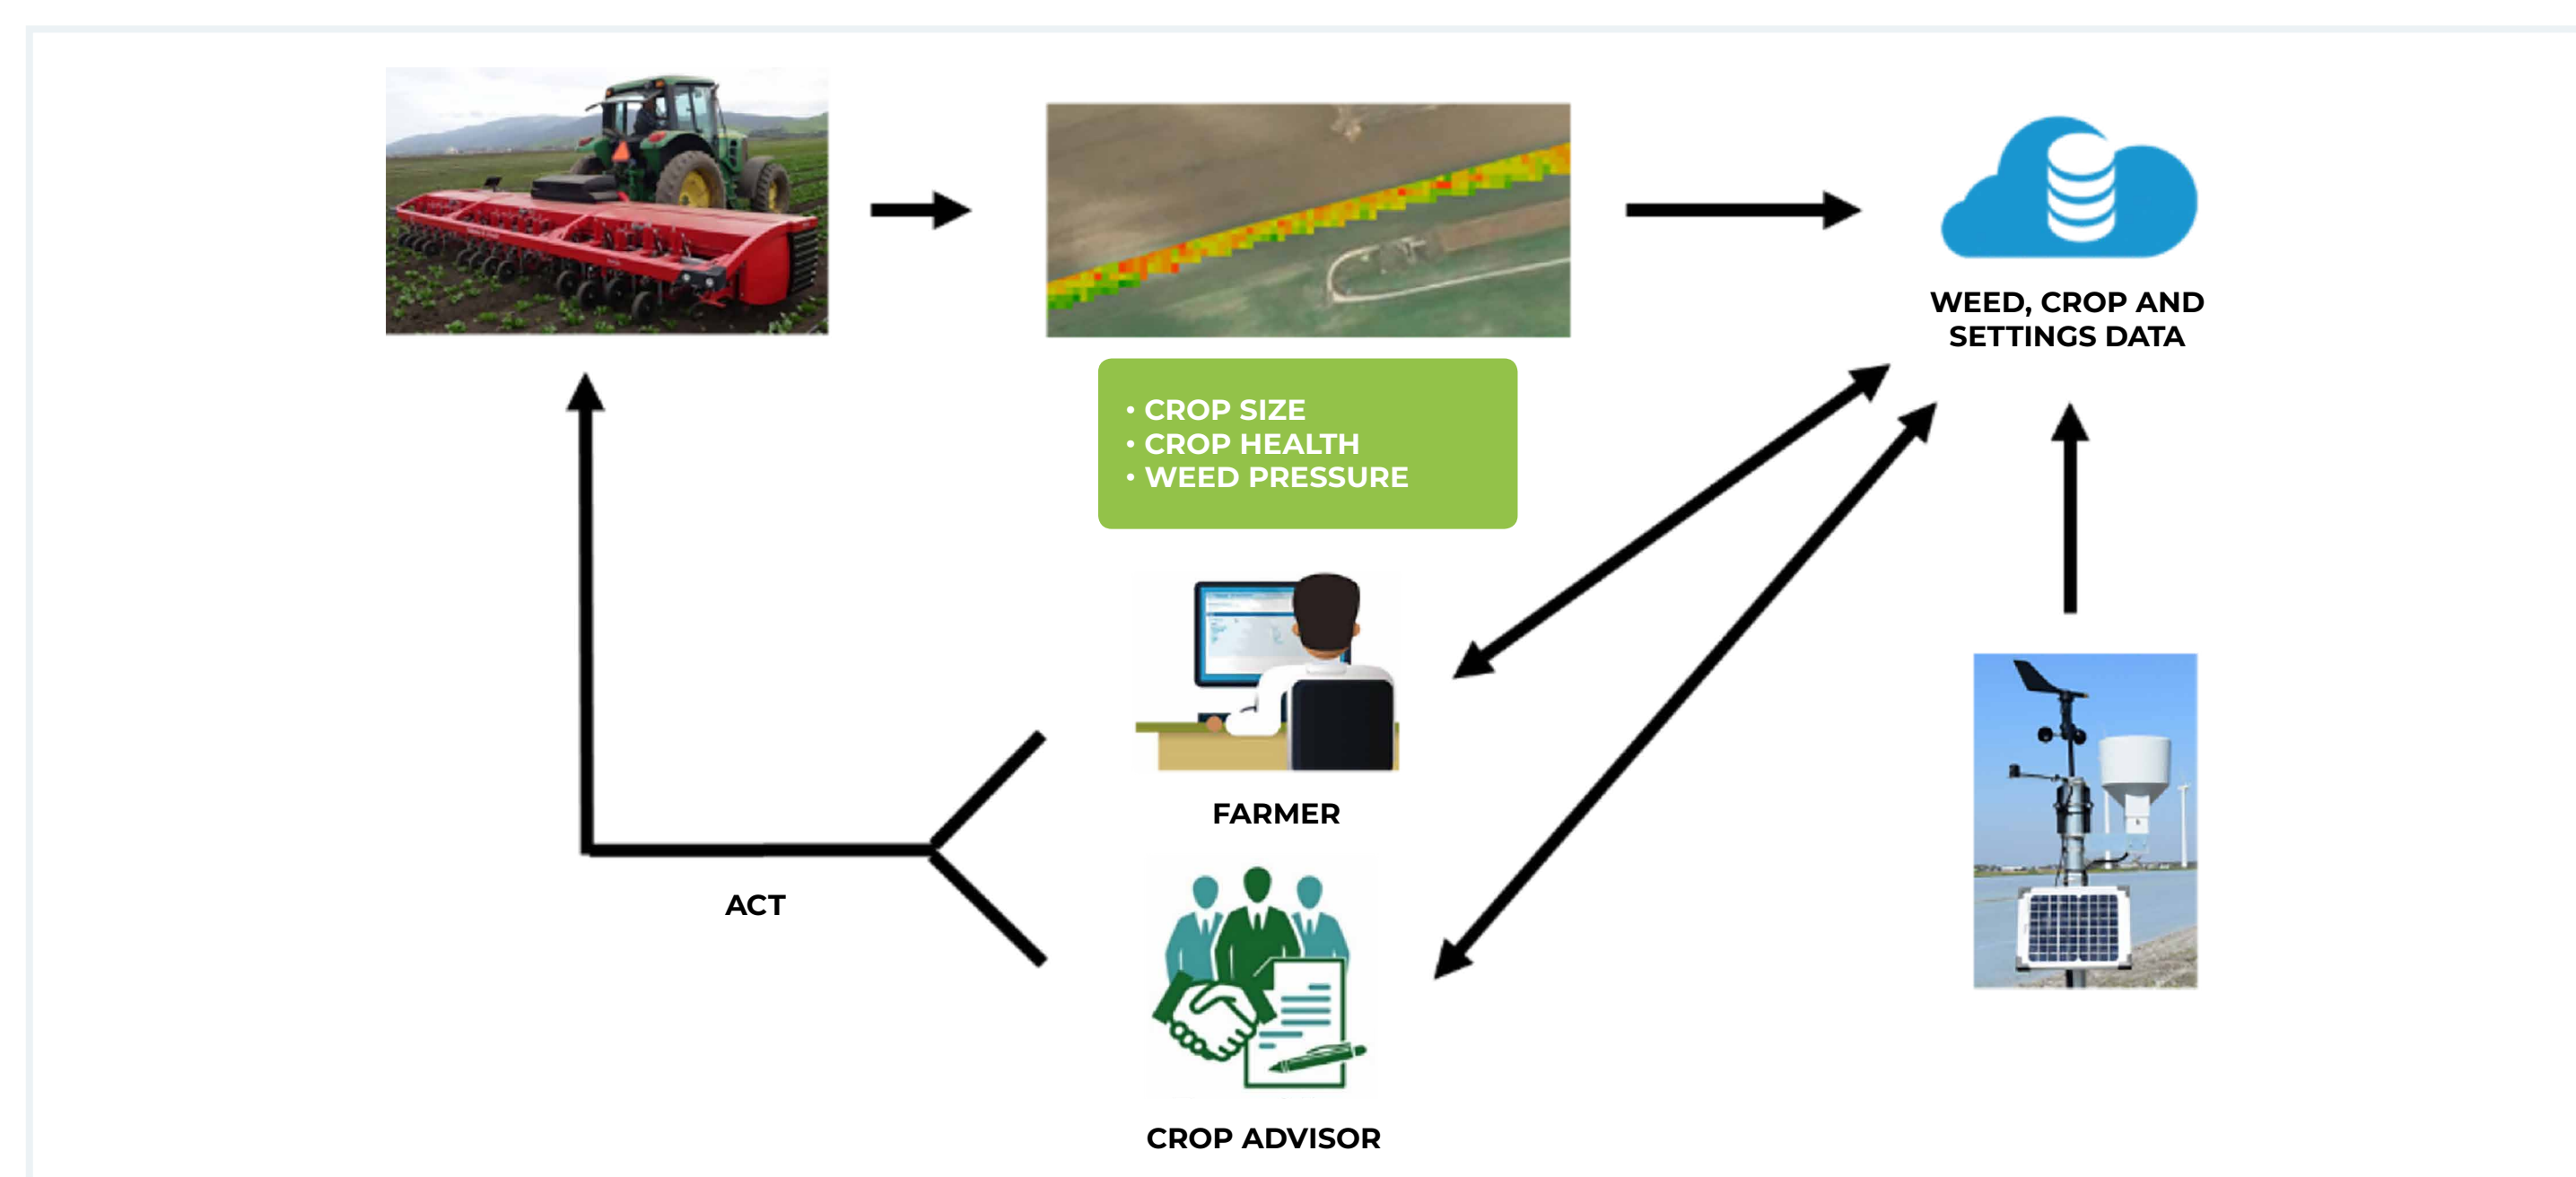 WEED, CROP AND
SETTINGS DATA
• CROP SIZE
• CROP HEALTH
• WEED PRESSURE
FARMER
ACT
CROP ADVISOR